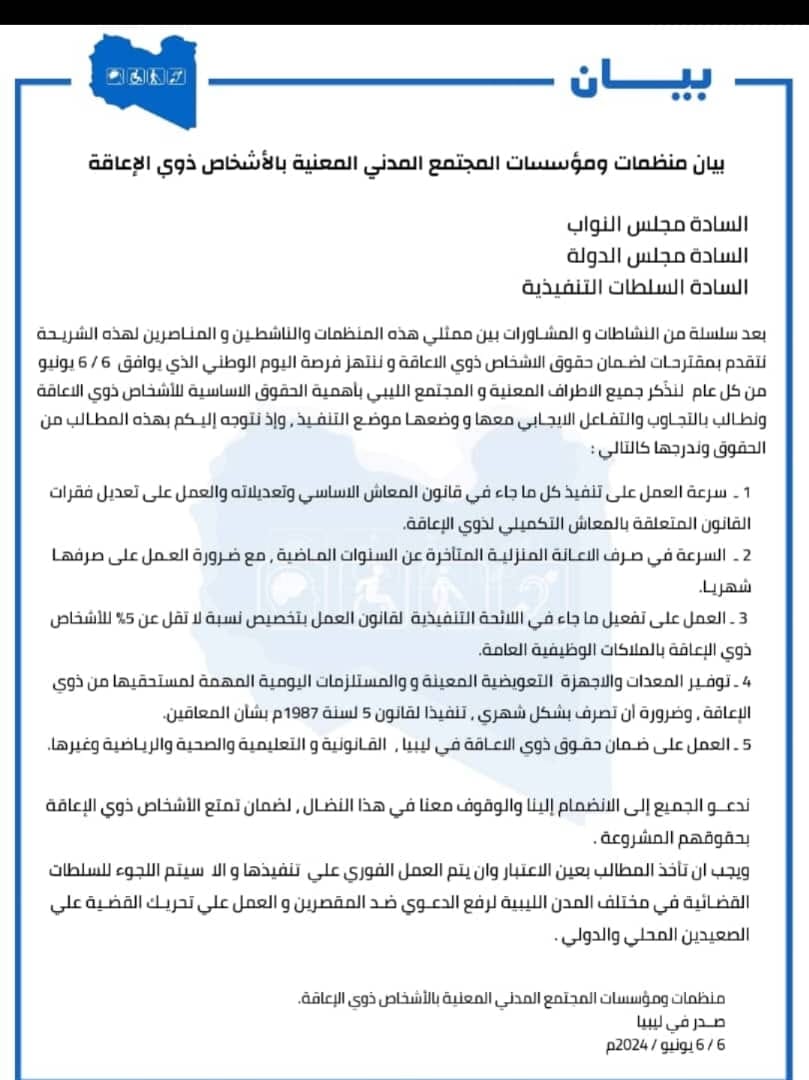 بيــــان
بيان منظمات ومؤسسات المجتمع المدني المعنية بالأشخاص ذوي الإعاقة
السادة مجلس النواب
السادة مجلس الدولة
السادة السلطات التنفيذية
بعد سلسلة من النشاطات و المشاورات بين ممثلي هذه المنظمات والناشطين و المناصرين لهذه الشريحة
نتقدم بمقترحات لضمان حقوق الاشخاص ذوي الاعاقة و ننتهز فرصة اليوم الوطني الذي يوافق 6 / 6 يونيو
من كل عام لنذّكر جميع الاطراف المعنية و المجتمع الليبي بأهمية الحقوق الاساسية للأشخاص ذوي الاعاقة
ونطالب بالتجاوب والتفاعل الايجابي معها و وضعها موضع التنفيذ , وإذ نتوجه إليكم بهذه المطالب من
الحقوق وندرجها كالتالي :
1 ـ سرعة العمل على تنفيذ كل ما جاء في قانون المعاش الاساسي وتعديلاته والعمل على تعديل فقرات
القانون المتعلقة بالمعاش التكميلي لذوي الإعاقة.
2 ـ السرعة في صرف الاعانة المنزلية المتأخرة عن السنوات الماضية , مع ضرورة العمل على صرفها
شهريا.
3 ـ العمل على تفعيل ما جاء في اللائحة التنفيذية لقانون العمل بتخصيص نسبة لا تقل عن 5% للأشخاص
ذوي الإعاقة بالملاكات الوظيفية العامة.
4 ـ توفير المعدات والاجهزة التعويضية المعينة و والمستلزمات اليومية المهمة لمستحقيها من ذوي
الإعاقة , وضرورة أن تصرف بشكل شهري , تنفيذا لقانون 5 لسنة 1987م بشأن المعاقين.
5 ـ العمل على ضمان حقوق ذوي الاعاقة في ليبيا , القانونية و التعليمية والصحية والرياضية وغيرها.
ندعــو الجميع إلى الانضمام إلينا والوقوف معنا في هذا النضال , لضمان تمتع الأشخاص ذوي الإعاقة
بحقوقهم المشروعة .
ويجب ان تأخذ المطالب بعين الاعتبار وان يتم العمل الفوري علي تنفيذها و الا سيتم اللجوء للسلطات
القضائية في مختلف المدن الليبية لرفع الدعـوي ضد المقصرين و العمل علي تحريـك القضية علي
الصعيدين المحلي والدولي .
منظمات ومؤسسات المجتمع المدني المعنية بالأشخاص ذوي الإعاقة.
صــدر في ليبيا
6 / 6 يونيو / 2024م